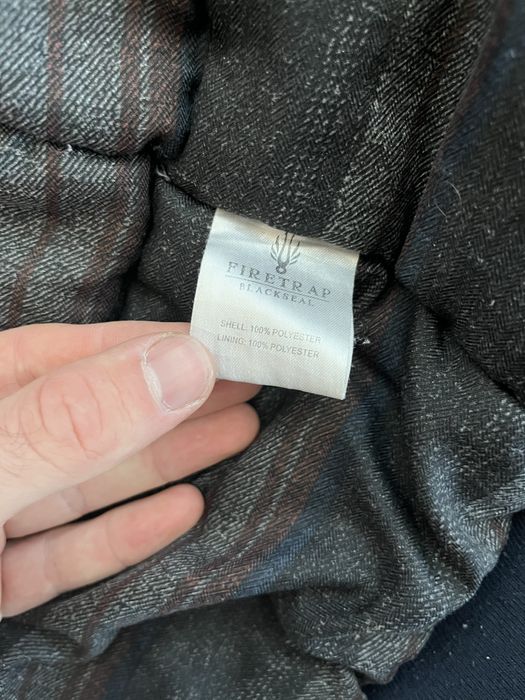 FIRETRAP
BLACKSEAL
SHELL: 100% POLYESTER
LINING: 100% POLYESTER